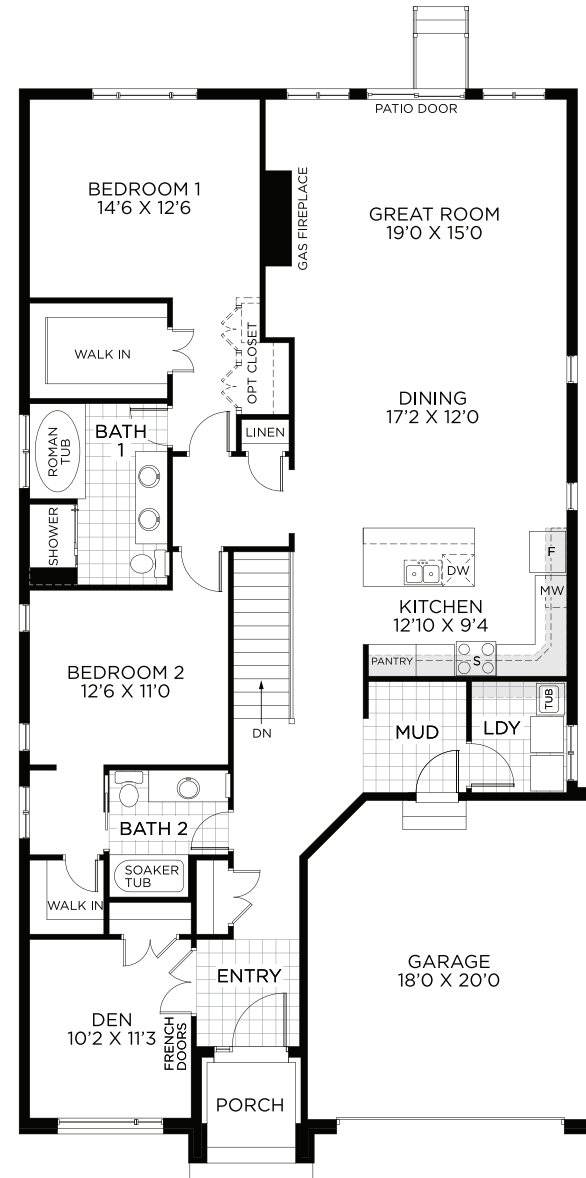 PATIO DOOR
BEDROOM 1
14'6 X 12'6
GAS FIREPLACE
GREAT ROOM
19'0 X 15'0
WALK IN
OPT CLOSET
DINING
17'2 X 12'0
ROMAN
TUB
BATH
1
LINEN
SHOWER
F
DW
MW
KITCHEN
12'10 X 9'4
PANTRY
S
BEDROOM 2
12'6 X 11'0
DN
MUD
LDY
TUB
BATH 2
SOAKER
TUB
WALK IN
ENTRY
GARAGE
18'0 X 20'0
DEN
10'2 X 11'3
FRENCH
DOORS
PORCH